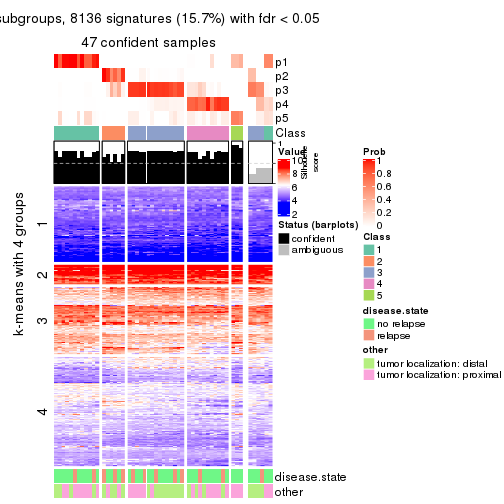 subgroups, 8136 signatures (15.7%) with fdr < 0.05
47 confident samples
p1
p2
p3
p4
p5
Class
1
Silhouette
score
k-means with 4 groups
1
2
3
4
disease.state
other
Value
10
8
6
4
2
Status (barplots)
confident
ambiguous
Prob
1
0.8
0.6
0.4
0.2
0
Class
1
2
3
4
5
disease.state
no relapse
relapse
other
tumor localization: distal
tumor localization: proximal